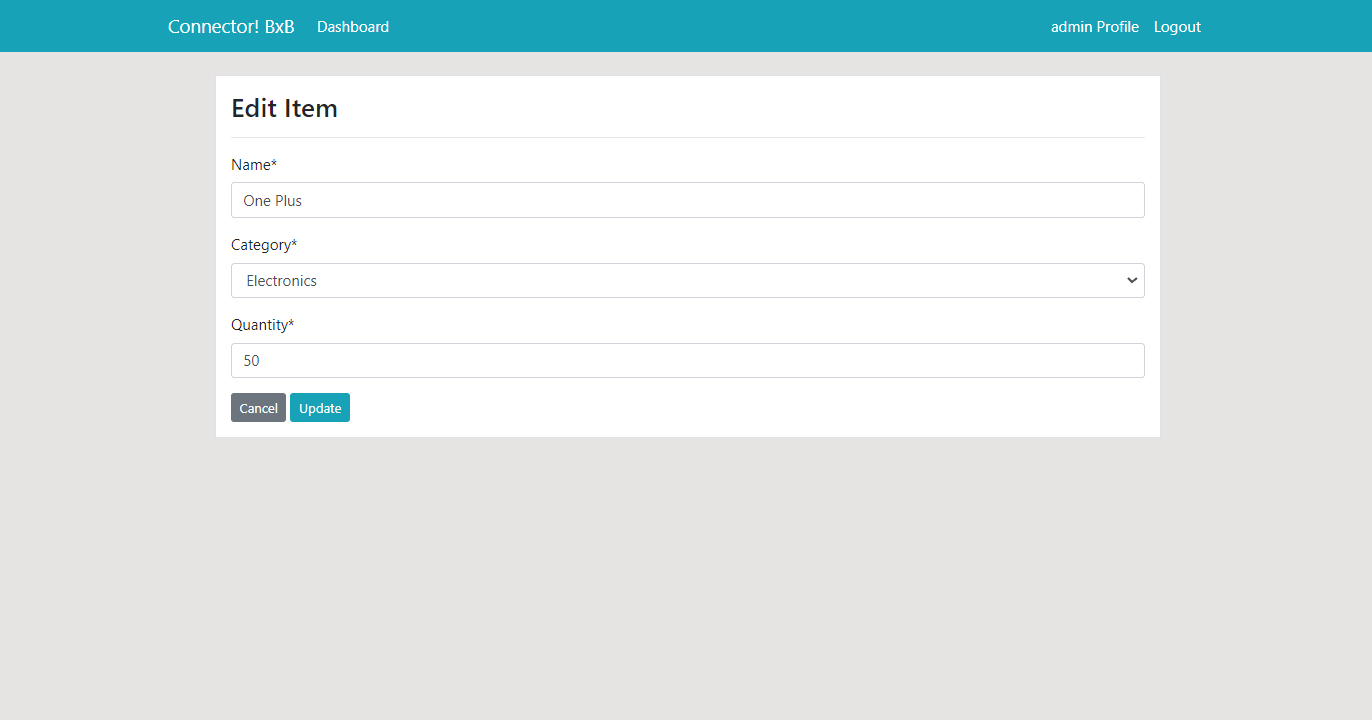 Connector! BxB Dashboard admin Profile Logout
Edit Item
Name*
One Plus
Category*
Electronics
Quantity*
50
Cancel Update